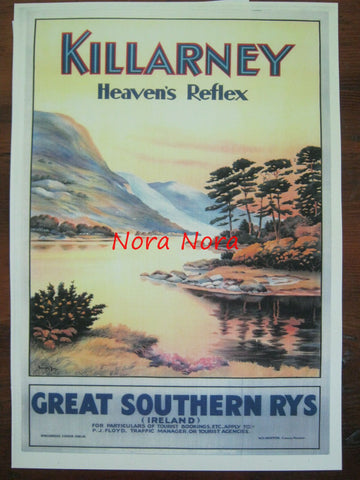 KILLARNEY
Heaven's Reflex
Nora Nora
GREAT SOUTHERN RYS
(IRELAND)
FOR PARTICULARS OF TOURIST BOOKINGS, ETC. APPLY TO:-
P.J. FLOYD, TRAFFIC MANAGER, OR TOURIST AGENCIES.